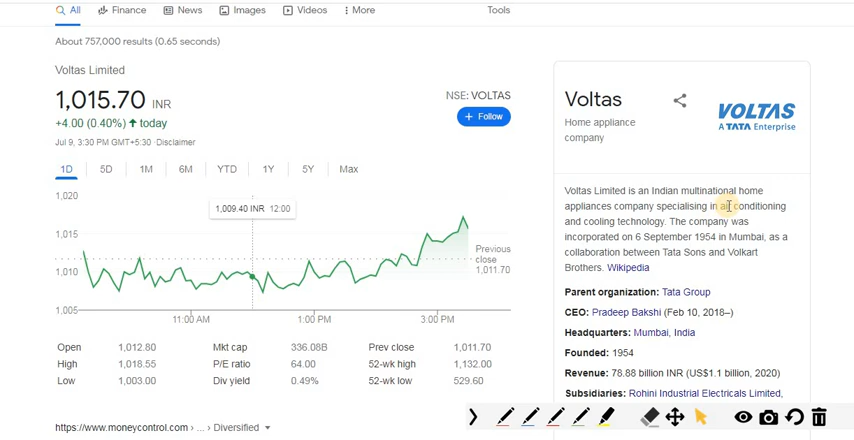 All Finance News Images Videos More Tools
About 757,000 results (0.65 seconds)
Voltas Limited
1,015.70 INR
NSE: VOLTAS
+4.00 (0.40%) today
+ Follow
Jul 9, 3:30 PM GMT+5:30 · Disclaimer
1D 5D 1M 6M YTD 1Y 5Y Max
1,020
1,009.40 INR 12:00
1,015
Previous
close
1,011.70
1,010
1,005
11:00 AM 1:00 PM 3:00 PM
Open 1,012.80 Mkt cap 336.08B Prev close 1,011.70
High 1,018.55 P/E ratio 64.00 52-wk high 1,132.00
Low 1,003.00 Div yield 0.49% 52-wk low 529.60
https://www.moneycontrol.com › ... › Diversified
Voltas
Home appliance
company
VOLTAS
A TATA Enterprise
Voltas Limited is an Indian multinational home
appliances company specialising in air conditioning
and cooling technology. The company was
incorporated on 6 September 1954 in Mumbai, as a
collaboration between Tata Sons and Volkart
Brothers. Wikipedia
Parent organization: Tata Group
CEO: Pradeep Bakshi (Feb 10, 2018–)
Headquarters: Mumbai, India
Founded: 1954
Revenue: 78.88 billion INR (US$1.1 billion, 2020)
Subsidiaries: Rohini Industrial Electricals Limited,